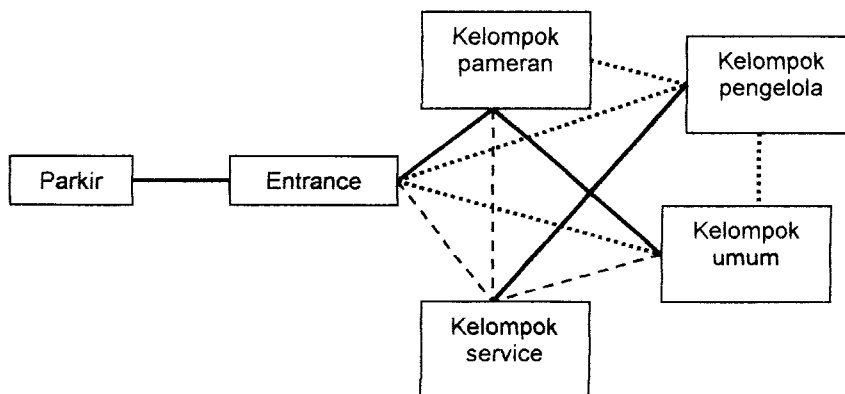 Kelompok
pameran
Kelompok
pengelola
Parkir
Entrance
Kelompok
umum
Kelompok
service